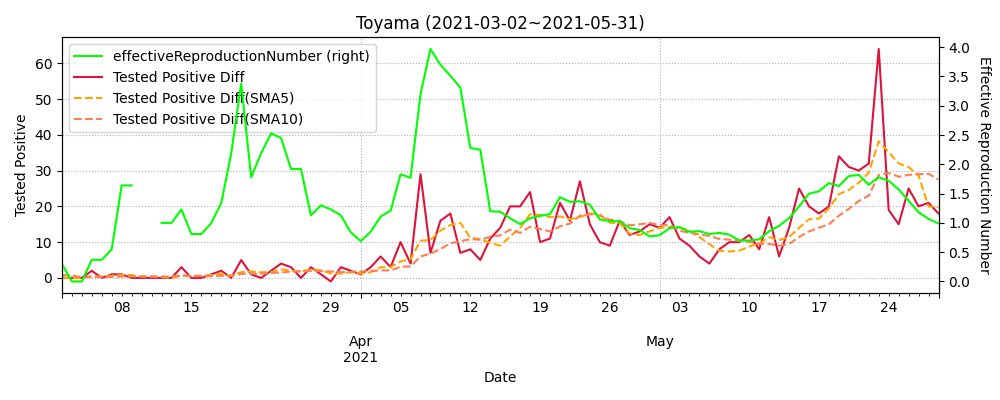 Toyama (2021-03-02~2021-05-31)
effectiveReproductionNumber (right)
Tested Positive Diff
Tested Positive Diff(SMA5)
Tested Positive Diff(SMA10)
Tested Positive
60
50
40
30
20
10
0
4.0
3.5
3.0
2.5
2.0
1.5
1.0
0.5
0.0
Effective Reproduction Number
08 15 22 29 05 12 19 26 03 10 17 24
Apr May
2021
Date